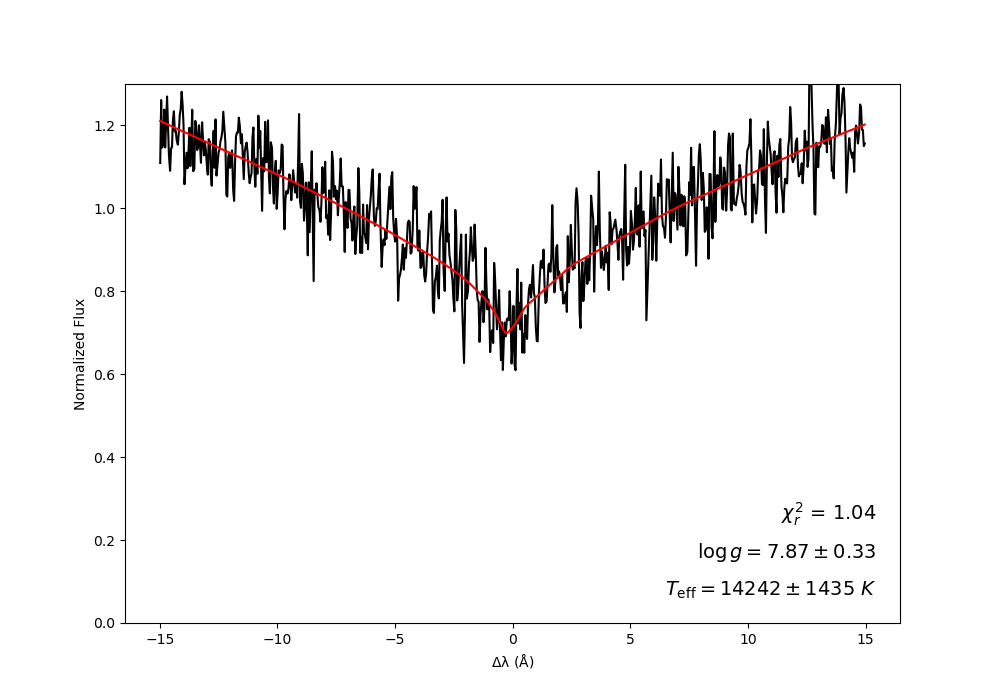 1.2
1.0
0.8
0.6
0.4
0.2
0.0
Normalized Flux
χ²ᵣ = 1.04
log g = 7.87 ± 0.33
T_eff = 14242 ± 1435 K
−15 −10 −5 0 5 10 15
Δλ (Å)